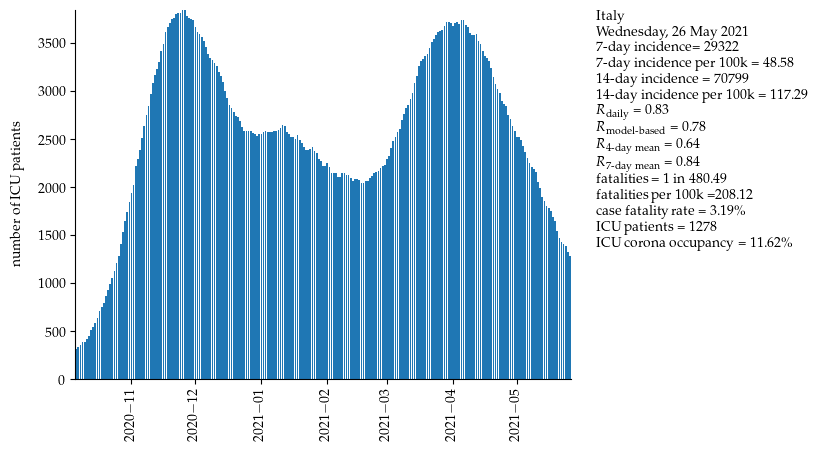 number of ICU patients
3500
3000
2500
2000
1500
1000
500
0
2020−11
2020−12
2021−01
2021−02
2021−03
2021−04
2021−05
Italy
Wednesday, 26 May 2021
7-day incidence= 29322
7-day incidence per 100k = 48.58
14-day incidence = 70799
14-day incidence per 100k = 117.29
R daily = 0.83
R model-based = 0.78
R 4-day mean = 0.64
R 7-day mean = 0.84
fatalities = 1 in 480.49
fatalities per 100k =208.12
case fatality rate = 3.19%
ICU patients = 1278
ICU corona occupancy = 11.62%